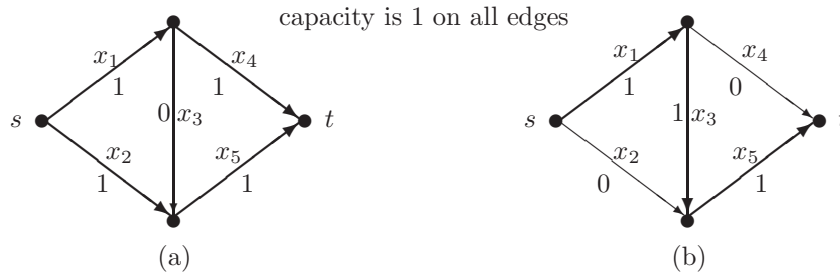 capacity is 1 on all edges
x₁
1
x₄
1
s
0 x₃
t
x₂
1
x₅
1
(a)
x₁
1
x₄
0
s
1 x₃
x₂
0
x₅
1
(b)